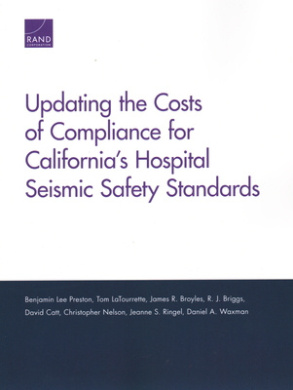 RAND
CORPORATION
Updating the Costs
of Compliance for
California's Hospital
Seismic Safety Standards
Benjamin Lee Preston, Tom LaTourrette, James R. Broyles, R. J. Briggs,
David Catt, Christopher Nelson, Jeanne S. Ringel, Daniel A. Waxman